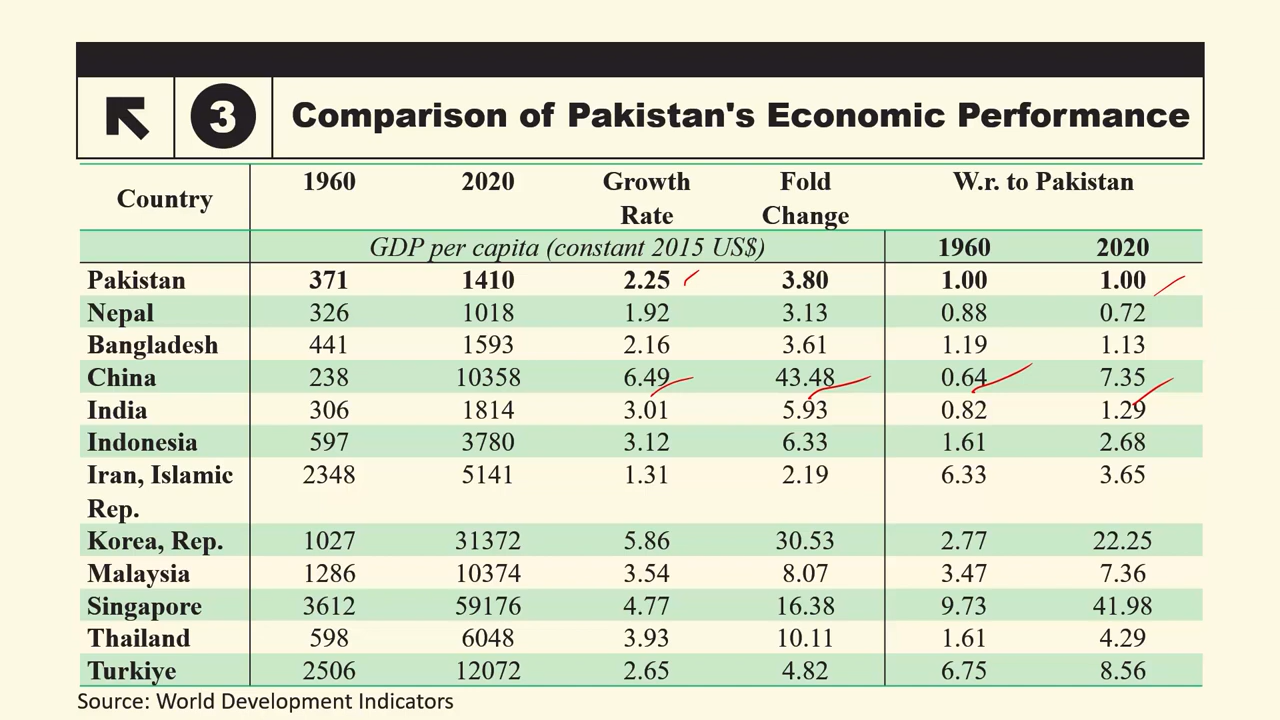 3 Comparison of Pakistan's Economic Performance
Country 1960 2020 Growth Rate Fold Change W.r. to Pakistan
GDP per capita (constant 2015 US$) 1960 2020
Pakistan 371 1410 2.25 3.80 1.00 1.00
Nepal 326 1018 1.92 3.13 0.88 0.72
Bangladesh 441 1593 2.16 3.61 1.19 1.13
China 238 10358 6.49 43.48 0.64 7.35
India 306 1814 3.01 5.93 0.82 1.29
Indonesia 597 3780 3.12 6.33 1.61 2.68
Iran, Islamic Rep. 2348 5141 1.31 2.19 6.33 3.65
Korea, Rep. 1027 31372 5.86 30.53 2.77 22.25
Malaysia 1286 10374 3.54 8.07 3.47 7.36
Singapore 3612 59176 4.77 16.38 9.73 41.98
Thailand 598 6048 3.93 10.11 1.61 4.29
Turkiye 2506 12072 2.65 4.82 6.75 8.56
Source: World Development Indicators